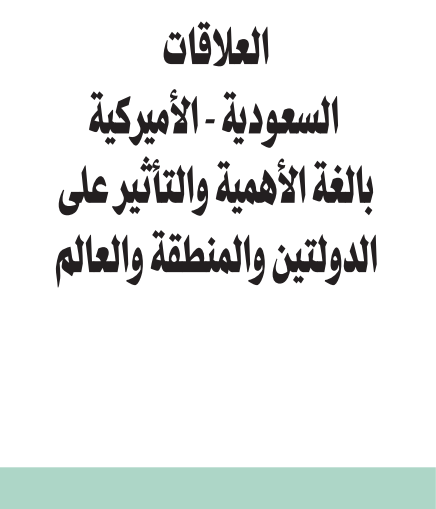 العلاقات
السعودية - الأميركية
بالغة الأهمية والتأثير على
الدولتين والمنطقة والعالم